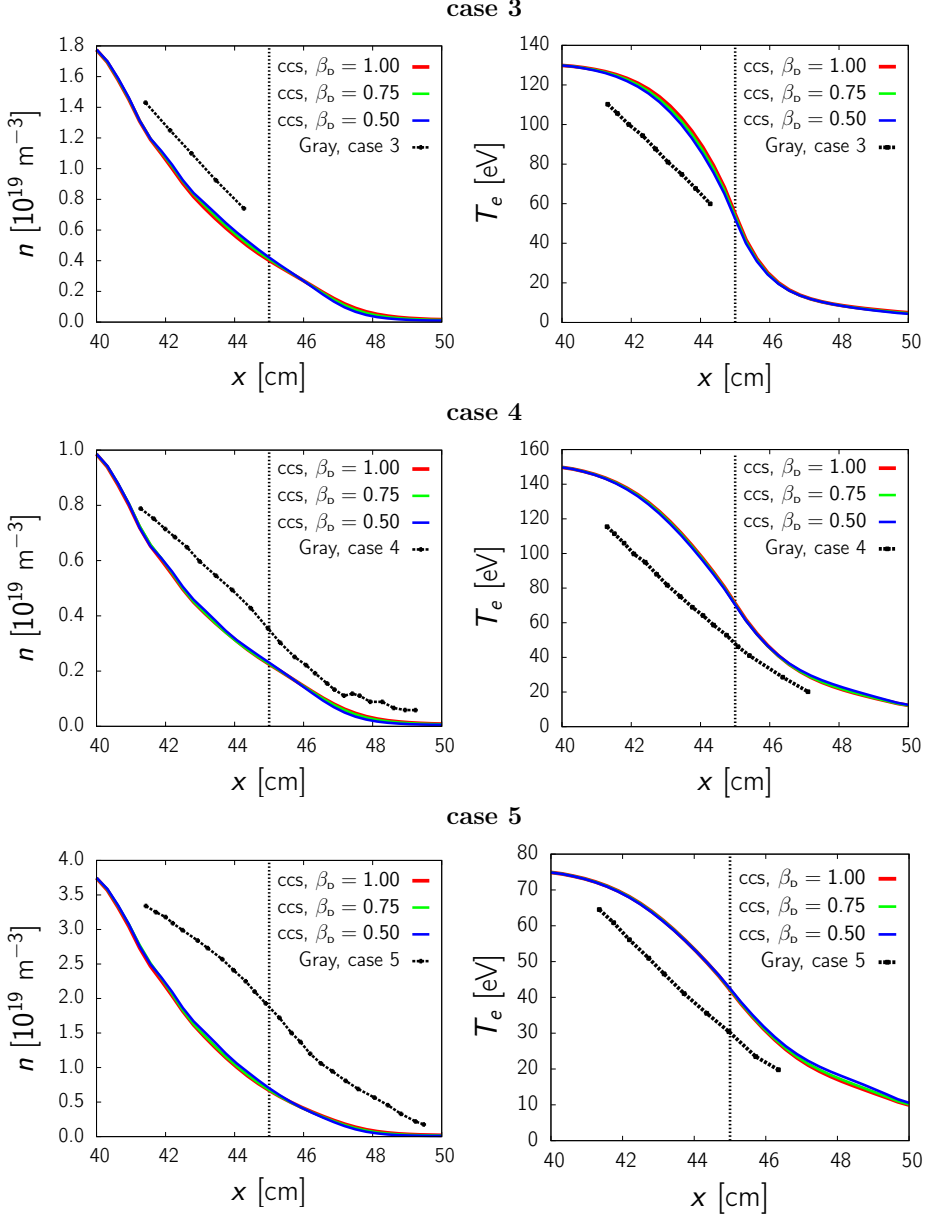 case 3
n [10^19 m^−3]
1.8
1.6
1.4
1.2
1.0
0.8
0.6
0.4
0.2
0.0
40 42 44 46 48 50
x [cm]
ccs, β_D = 1.00
ccs, β_D = 0.75
ccs, β_D = 0.50
Gray, case 3
T_e [eV]
140
120
100
80
60
40
20
0
40 42 44 46 48 50
x [cm]
ccs, β_D = 1.00
ccs, β_D = 0.75
ccs, β_D = 0.50
Gray, case 3
case 4
n [10^19 m^−3]
1.0
0.8
0.6
0.4
0.2
0.0
40 42 44 46 48 50
x [cm]
ccs, β_D = 1.00
ccs, β_D = 0.75
ccs, β_D = 0.50
Gray, case 4
T_e [eV]
160
140
120
100
80
60
40
20
0
40 42 44 46 48 50
x [cm]
ccs, β_D = 1.00
ccs, β_D = 0.75
ccs, β_D = 0.50
Gray, case 4
case 5
n [10^19 m^−3]
4.0
3.5
3.0
2.5
2.0
1.5
1.0
0.5
0.0
40 42 44 46 48 50
x [cm]
ccs, β_D = 1.00
ccs, β_D = 0.75
ccs, β_D = 0.50
Gray, case 5
T_e [eV]
80
70
60
50
40
30
20
10
0
40 42 44 46 48 50
x [cm]
ccs, β_D = 1.00
ccs, β_D = 0.75
ccs, β_D = 0.50
Gray, case 5